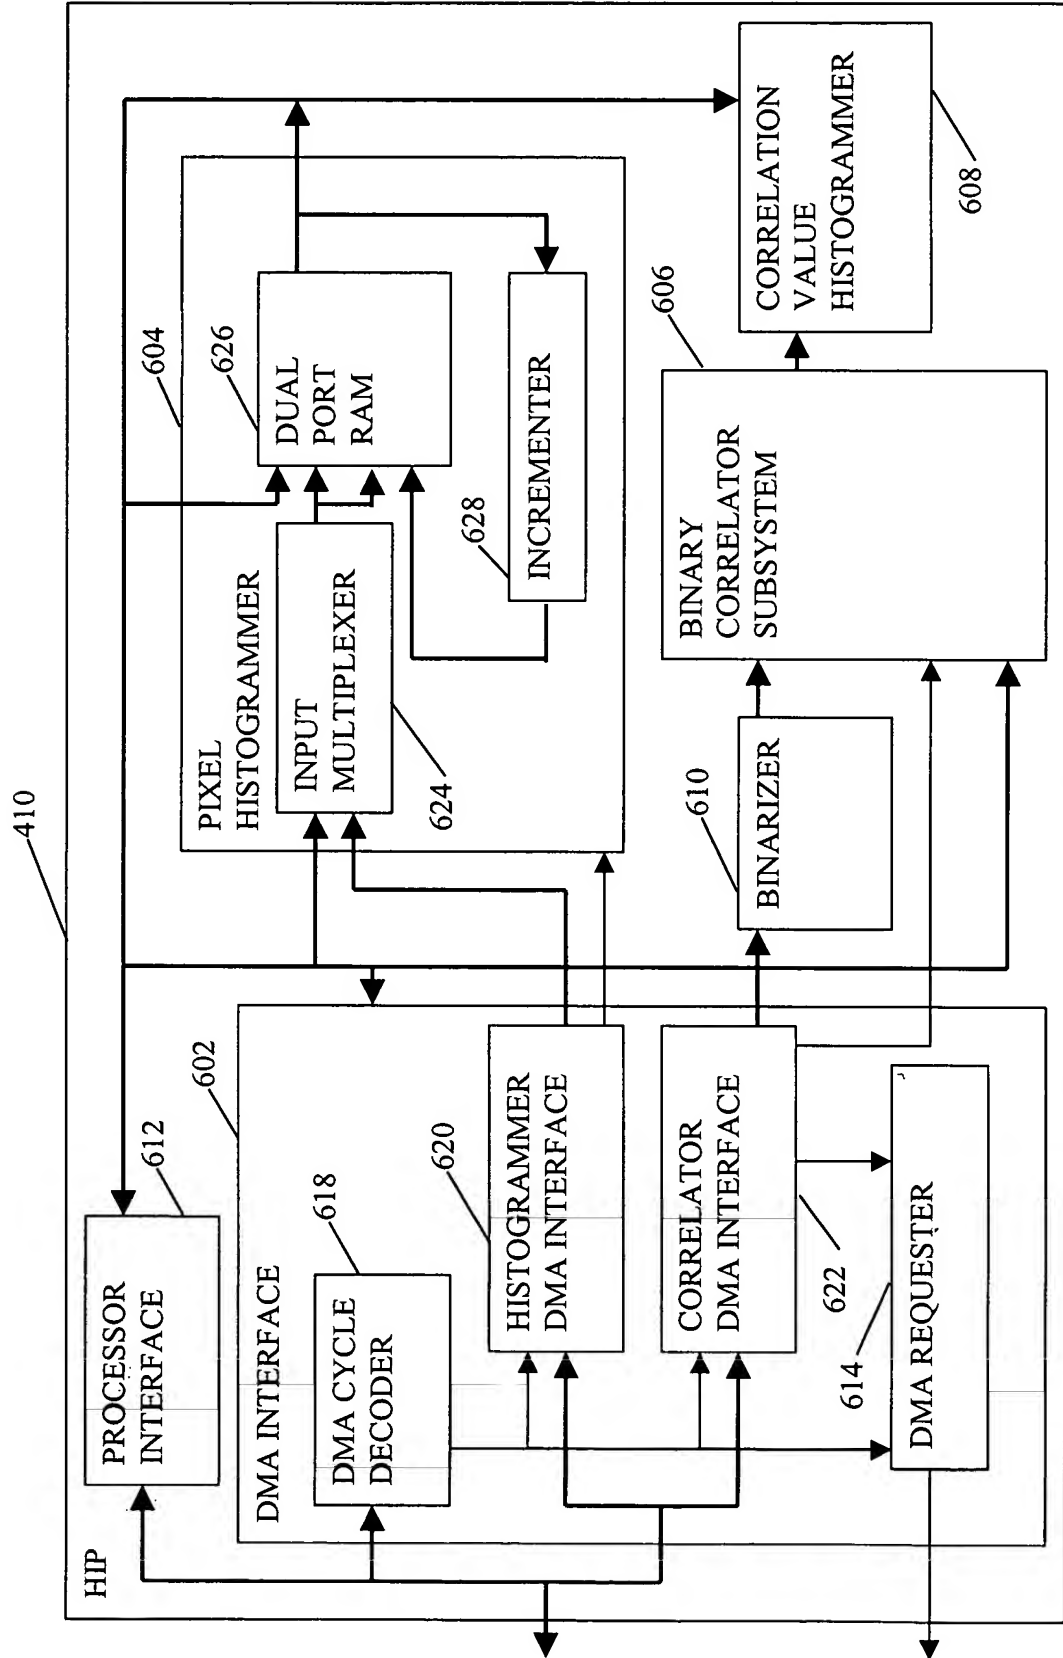 410
HIP
PROCESSOR
INTERFACE
612
602
DMA INTERFACE
DMA CYCLE
DECODER
618
620
HISTOGRAMMER
DMA INTERFACE
CORRELATOR
DMA INTERFACE
622
614
DMA REQUESTER
604
PIXEL
HISTOGRAMMER
INPUT
MULTIPLEXER
624
626
DUAL
PORT
RAM
628
INCREMENTER
610
BINARIZER
606
BINARY
CORRELATOR
SUBSYSTEM
CORRELATION
VALUE
HISTOGRAMMER
608